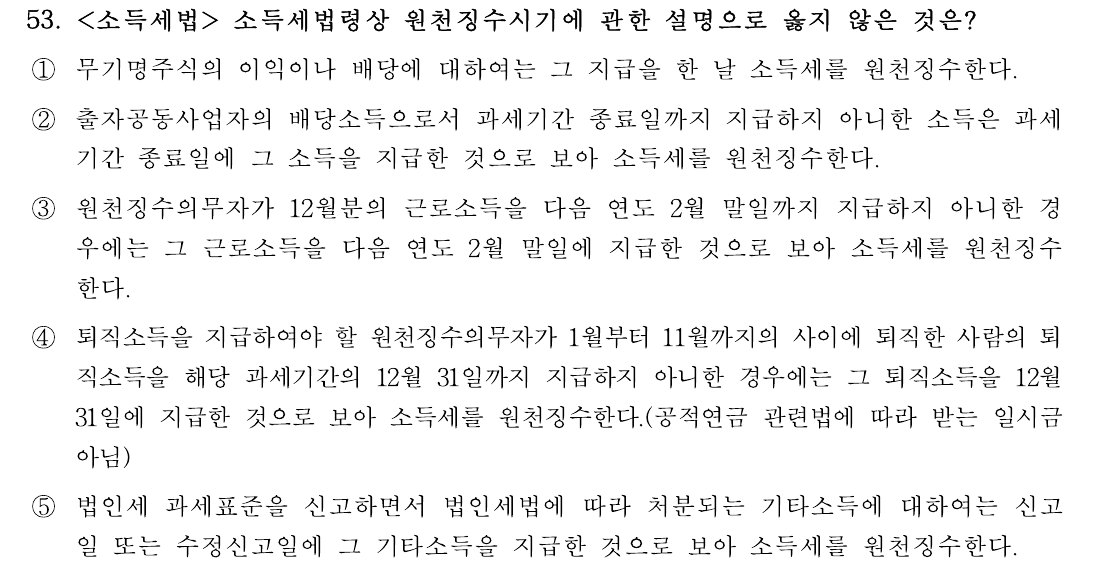 53. <소득세법> 소득세법령상 원천징수시기에 관한 설명으로 옳지 않은 것은?
① 무기명주식의 이익이나 배당에 대하여는 그 지급을 한 날 소득세를 원천징수한다.
② 출자공동사업자의 배당소득으로서 과세기간 종료일까지 지급하지 아니한 소득은 과세
기간 종료일에 그 소득을 지급한 것으로 보아 소득세를 원천징수한다.
③ 원천징수의무자가 12월분의 근로소득을 다음 연도 2월 말일까지 지급하지 아니한 경
우에는 그 근로소득을 다음 연도 2월 말일에 지급한 것으로 보아 소득세를 원천징수
한다.
④ 퇴직소득을 지급하여야 할 원천징수의무자가 1월부터 11월까지의 사이에 퇴직한 사람의 퇴
직소득을 해당 과세기간의 12월 31일까지 지급하지 아니한 경우에는 그 퇴직소득을 12월
31일에 지급한 것으로 보아 소득세를 원천징수한다.(공적연금 관련법에 따라 받는 일시금
아님)
⑤ 법인세 과세표준을 신고하면서 법인세법에 따라 처분되는 기타소득에 대하여는 신고
일 또는 수정신고일에 그 기타소득을 지급한 것으로 보아 소득세를 원천징수한다.